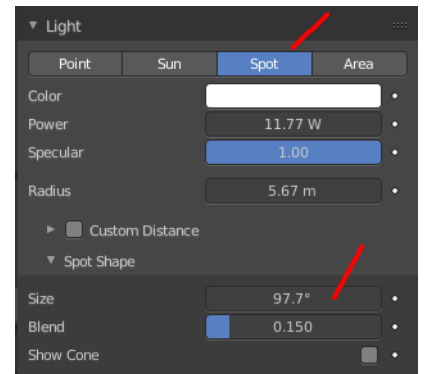 Light
Point Sun Spot Area
Color
Power 11.77 W
Specular 1.00
Radius 5.67 m
Custom Distance
Spot Shape
Size 97.7°
Blend 0.150
Show Cone